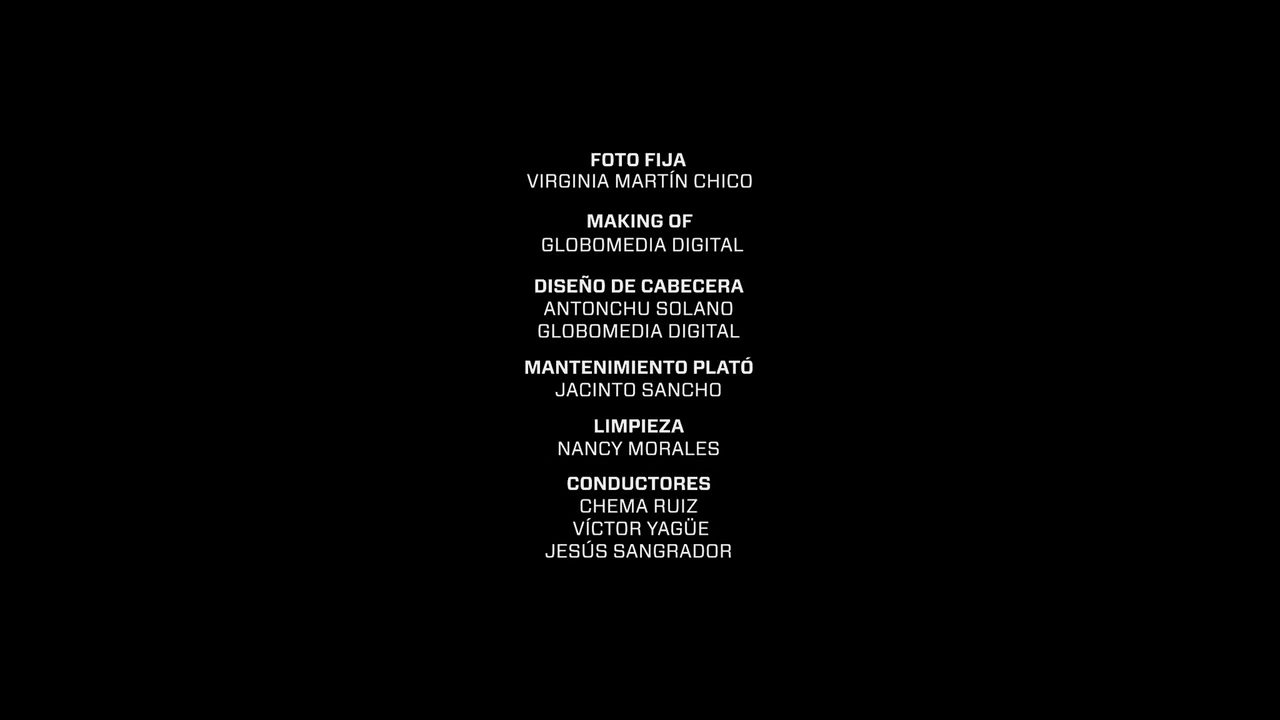 FOTO FIJA
VIRGINIA MARTÍN CHICO
MAKING OF
GLOBOMEDIA DIGITAL
DISEÑO DE CABECERA
ANTONCHU SOLANO
GLOBOMEDIA DIGITAL
MANTENIMIENTO PLATÓ
JACINTO SANCHO
LIMPIEZA
NANCY MORALES
CONDUCTORES
CHEMA RUIZ
VÍCTOR YAGÜE
JESÚS SANGRADOR